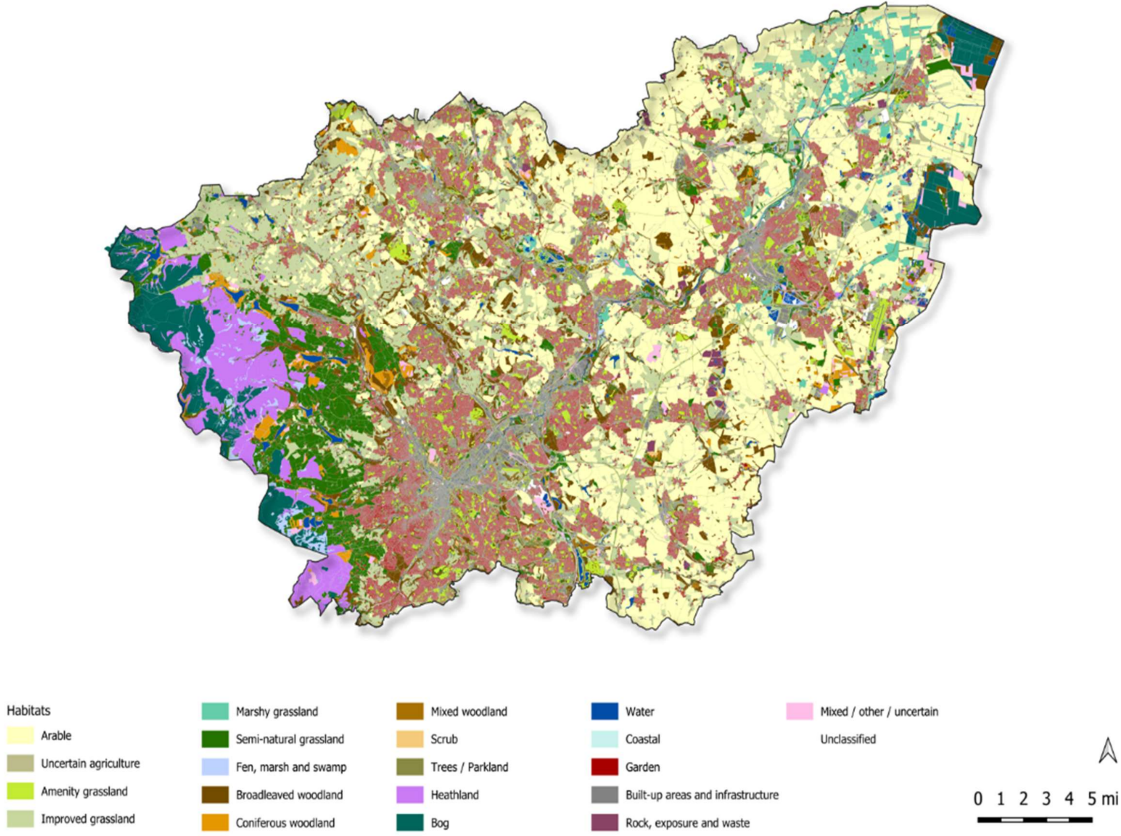 Habitats
Arable
Uncertain agriculture
Amenity grassland
Improved grassland
Marshy grassland
Semi-natural grassland
Fen, marsh and swamp
Broadleaved woodland
Coniferous woodland
Mixed woodland
Scrub
Trees / Parkland
Heathland
Bog
Water
Coastal
Garden
Built-up areas and infrastructure
Rock, exposure and waste
Mixed / other / uncertain
Unclassified
0 1 2 3 4 5 mi